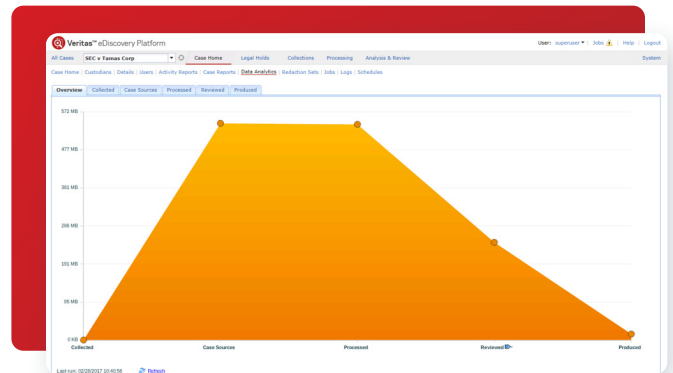 Veritas™ eDiscovery Platform
User: superuser | Jobs | Help | Logout
All Cases SEC v Tamas Corp Case Home Legal Holds Collections Processing Analysis & Review System
Case Home | Custodians | Details | Users | Activity Reports | Case Reports | Data Analytics | Redaction Sets | Jobs | Logs | Schedules
Overview Collected Case Sources Processed Reviewed Produced
572 MB
477 MB
381 MB
286 MB
191 MB
95 MB
0 KB
Collected Case Sources Processed Reviewed Produced
Last run: 02/28/2017 10:40:56 Refresh